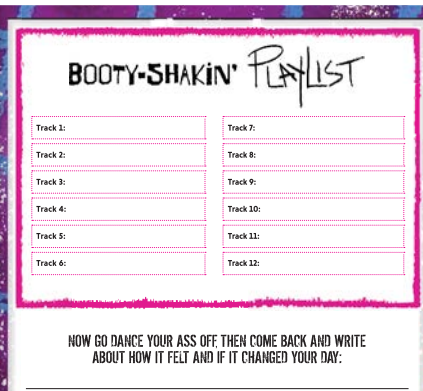 BOOTY-SHAKiN' PLAYLIST
Track 1:
Track 2:
Track 3:
Track 4:
Track 5:
Track 6:
Track 7:
Track 8:
Track 9:
Track 10:
Track 11:
Track 12:
NOW GO DANCE YOUR ASS OFF, THEN COME BACK AND WRITE
ABOUT HOW IT FELT AND IF IT CHANGED YOUR DAY: